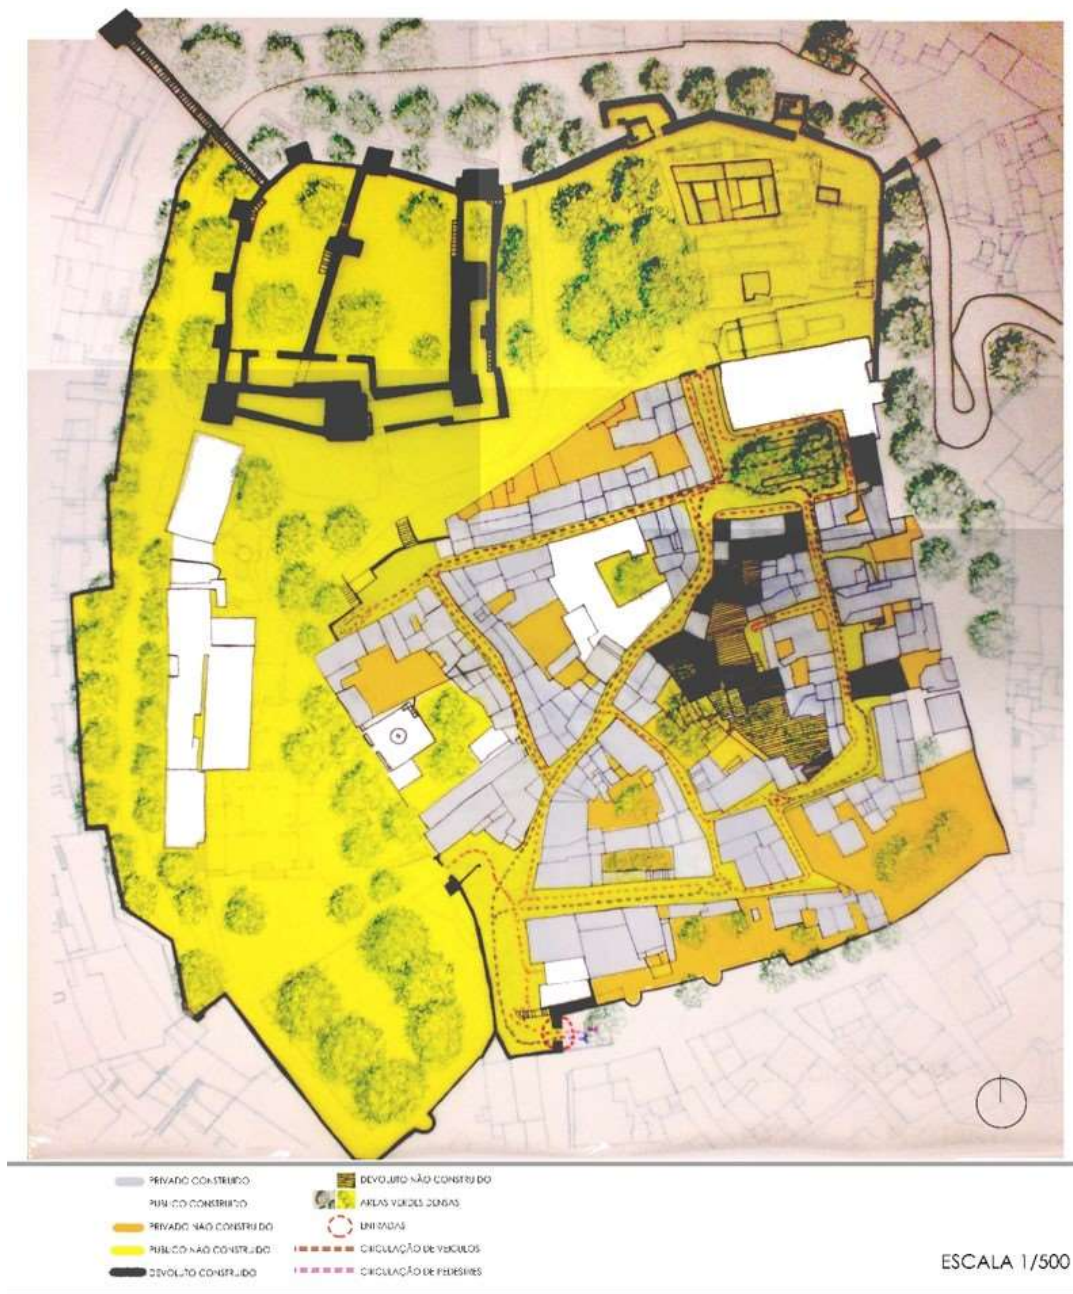 PRIVADO CONSTRUIDO
PUBLICO CONSTRUIDO
PRIVADO NÃO CONSTRUIDO
PUBLICO NÃO CONSTRUIDO
DEVOLUTO CONSTRUIDO
DEVOLUTO NÃO CONSTRUIDO
AREAS VERDES DENSAS
ENTRADAS
CIRCULAÇÃO DE VEICULOS
CIRCULAÇÃO DE PEDESTRES
ESCALA 1/500